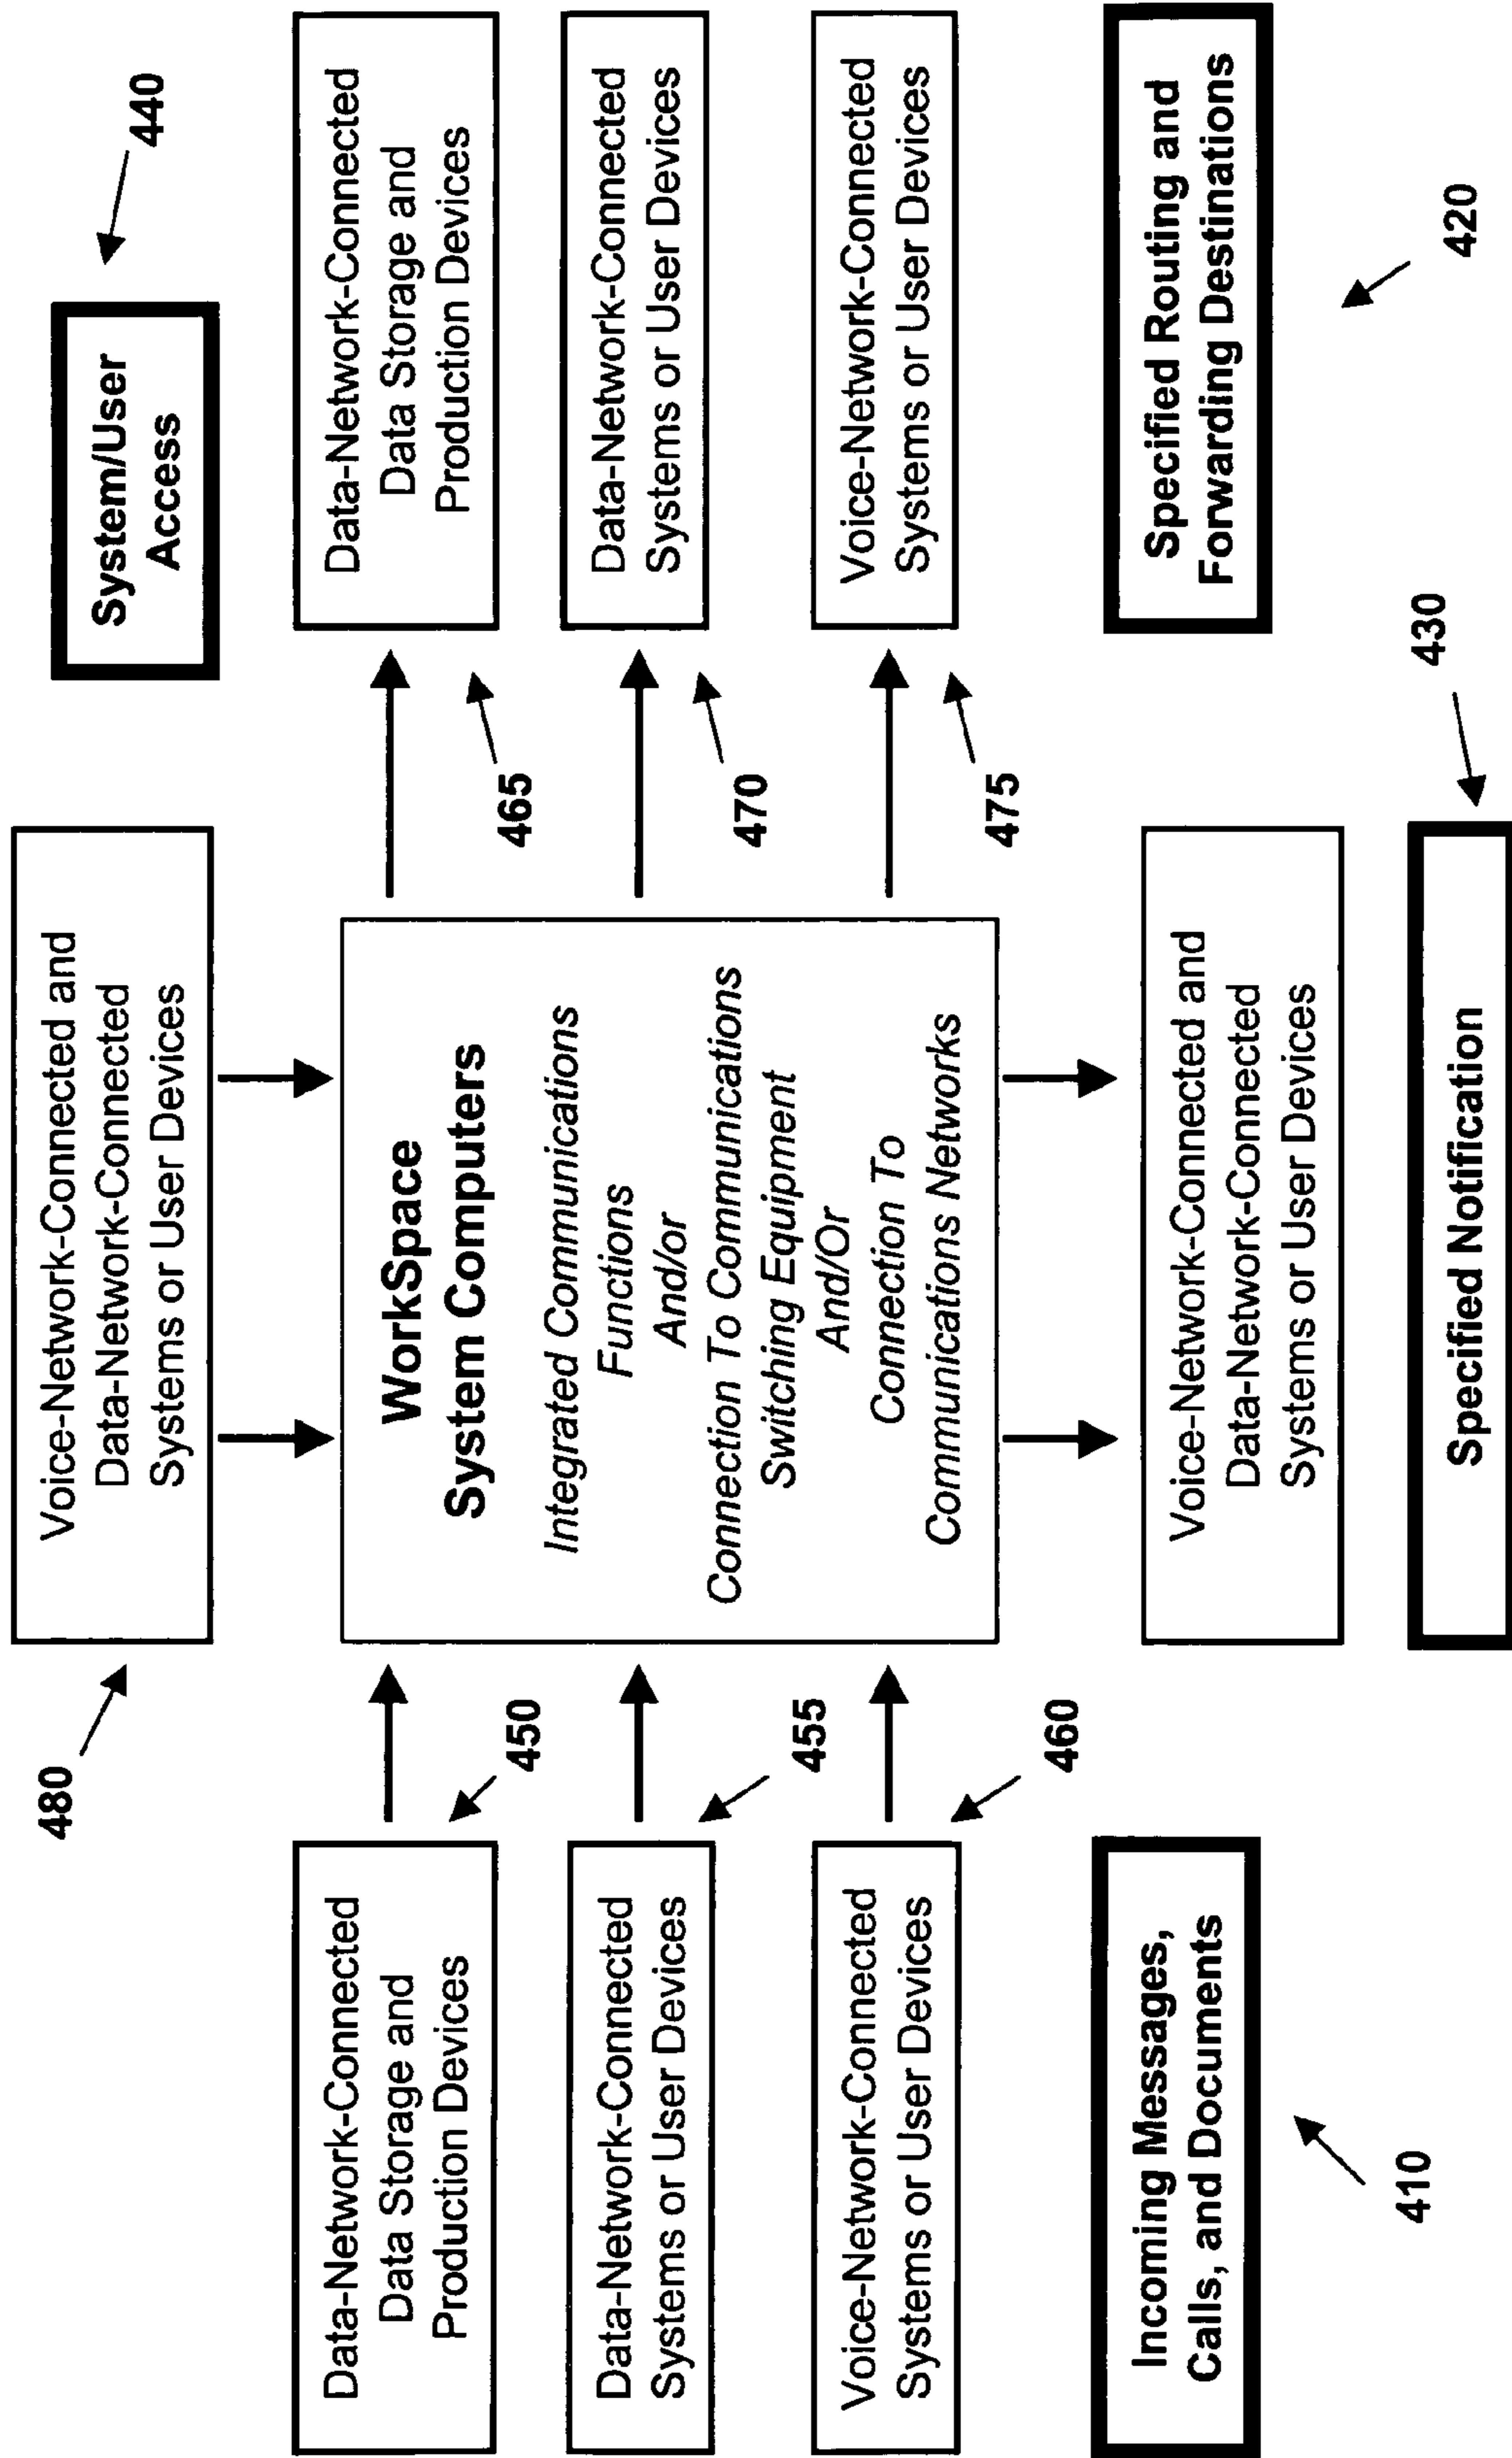 480
Voice-Network-Connected and
Data-Network-Connected
Systems or User Devices
System/User
Access
440
Data-Network-Connected
Data Storage and
Production Devices
450
Data-Network-Connected
Systems or User Devices
455
Voice-Network-Connected
Systems or User Devices
460
Incoming Messages,
Calls, and Documents
410
WorkSpace
System Computers
Integrated Communications
Functions
And/or
Connection To Communications
Switching Equipment
And/Or
Connection To
Communications Networks
Data-Network-Connected
Data Storage and
Production Devices
465
Data-Network-Connected
Systems or User Devices
470
Voice-Network-Connected
Systems or User Devices
475
Specified Routing and
Forwarding Destinations
420
Voice-Network-Connected and
Data-Network-Connected
Systems or User Devices
Specified Notification
430